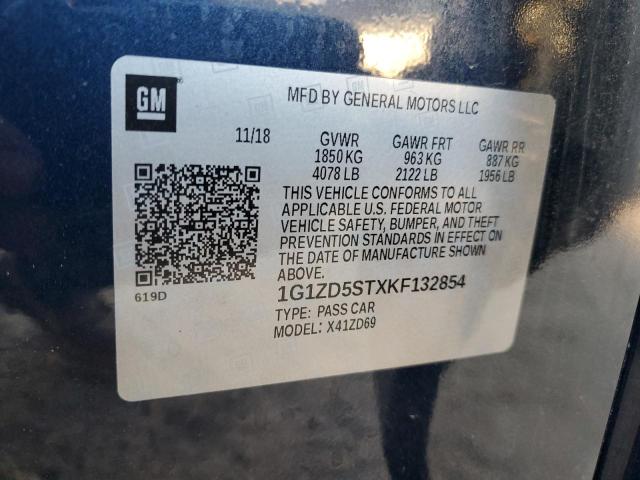 GM
MFD BY GENERAL MOTORS LLC
11/18 GVWR GAWR FRT GAWR RR
1850 KG 963 KG 887 KG
4078 LB 2122 LB 1956 LB
THIS VEHICLE CONFORMS TO ALL
APPLICABLE U.S. FEDERAL MOTOR
VEHICLE SAFETY, BUMPER, AND THEFT
PREVENTION STANDARDS IN EFFECT ON
THE DATE OF MANUFACTURE SHOWN
ABOVE.
619D
1G1ZD5STXKF132854
TYPE: PASS CAR
MODEL: X41ZD69